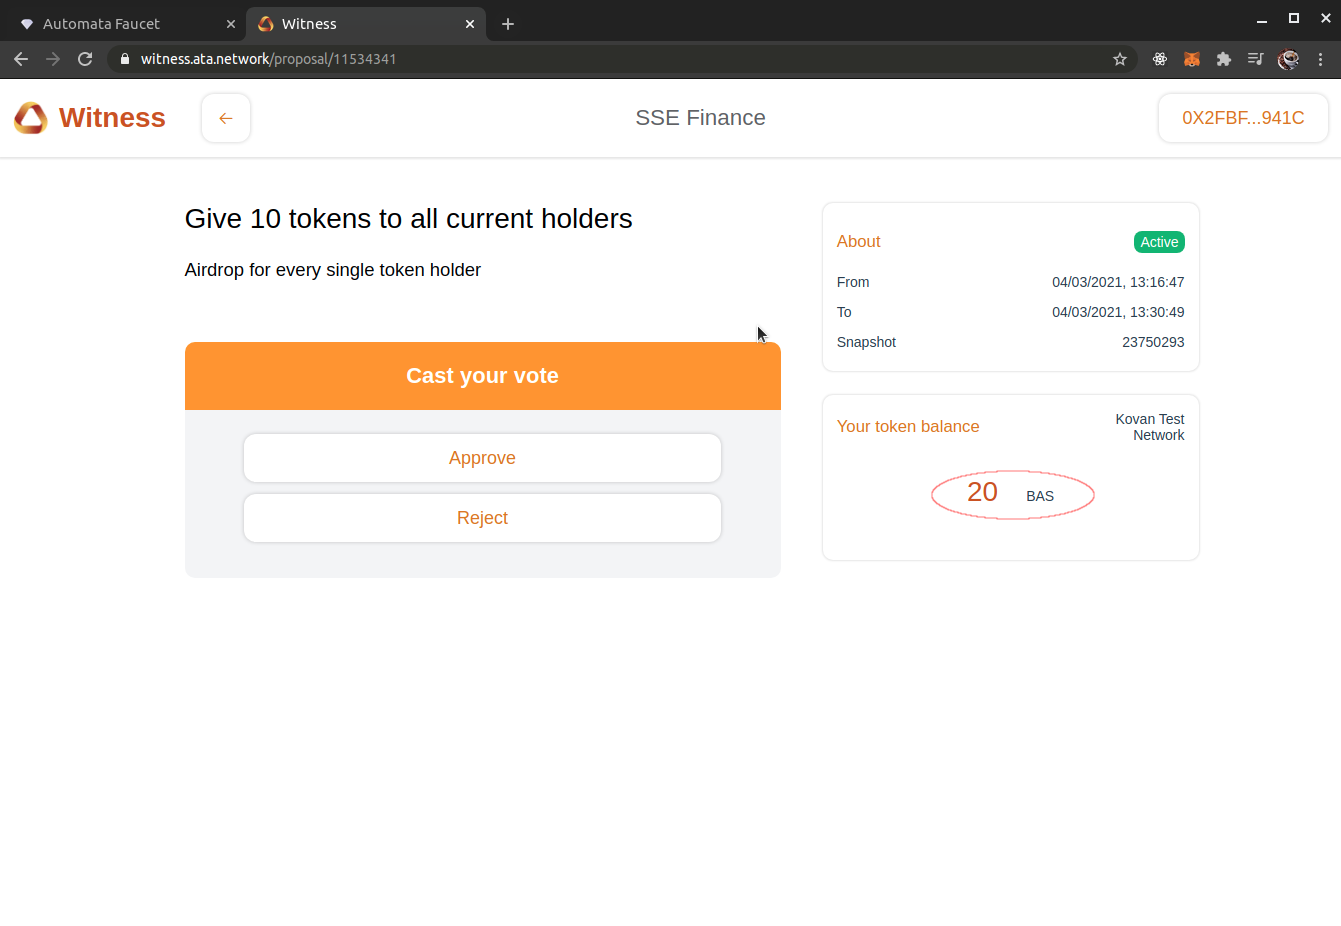 Automata Faucet
Witness
witness.ata.network/proposal/11534341
Witness
SSE Finance
0X2FBF...941C
Give 10 tokens to all current holders
Airdrop for every single token holder
Cast your vote
Approve
Reject
About
Active
From 04/03/2021, 13:16:47
To 04/03/2021, 13:30:49
Snapshot 23750293
Your token balance
Kovan Test
Network
20 BAS